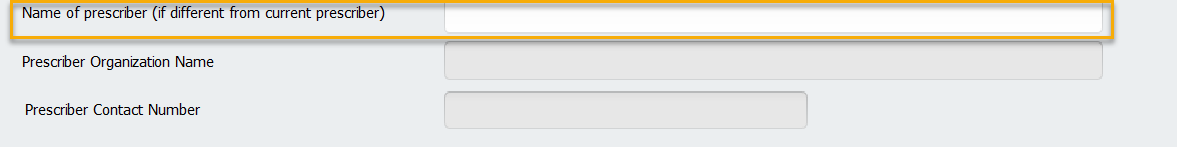 Name of prescriber (if different from current prescriber)
Prescriber Organization Name
Prescriber Contact Number